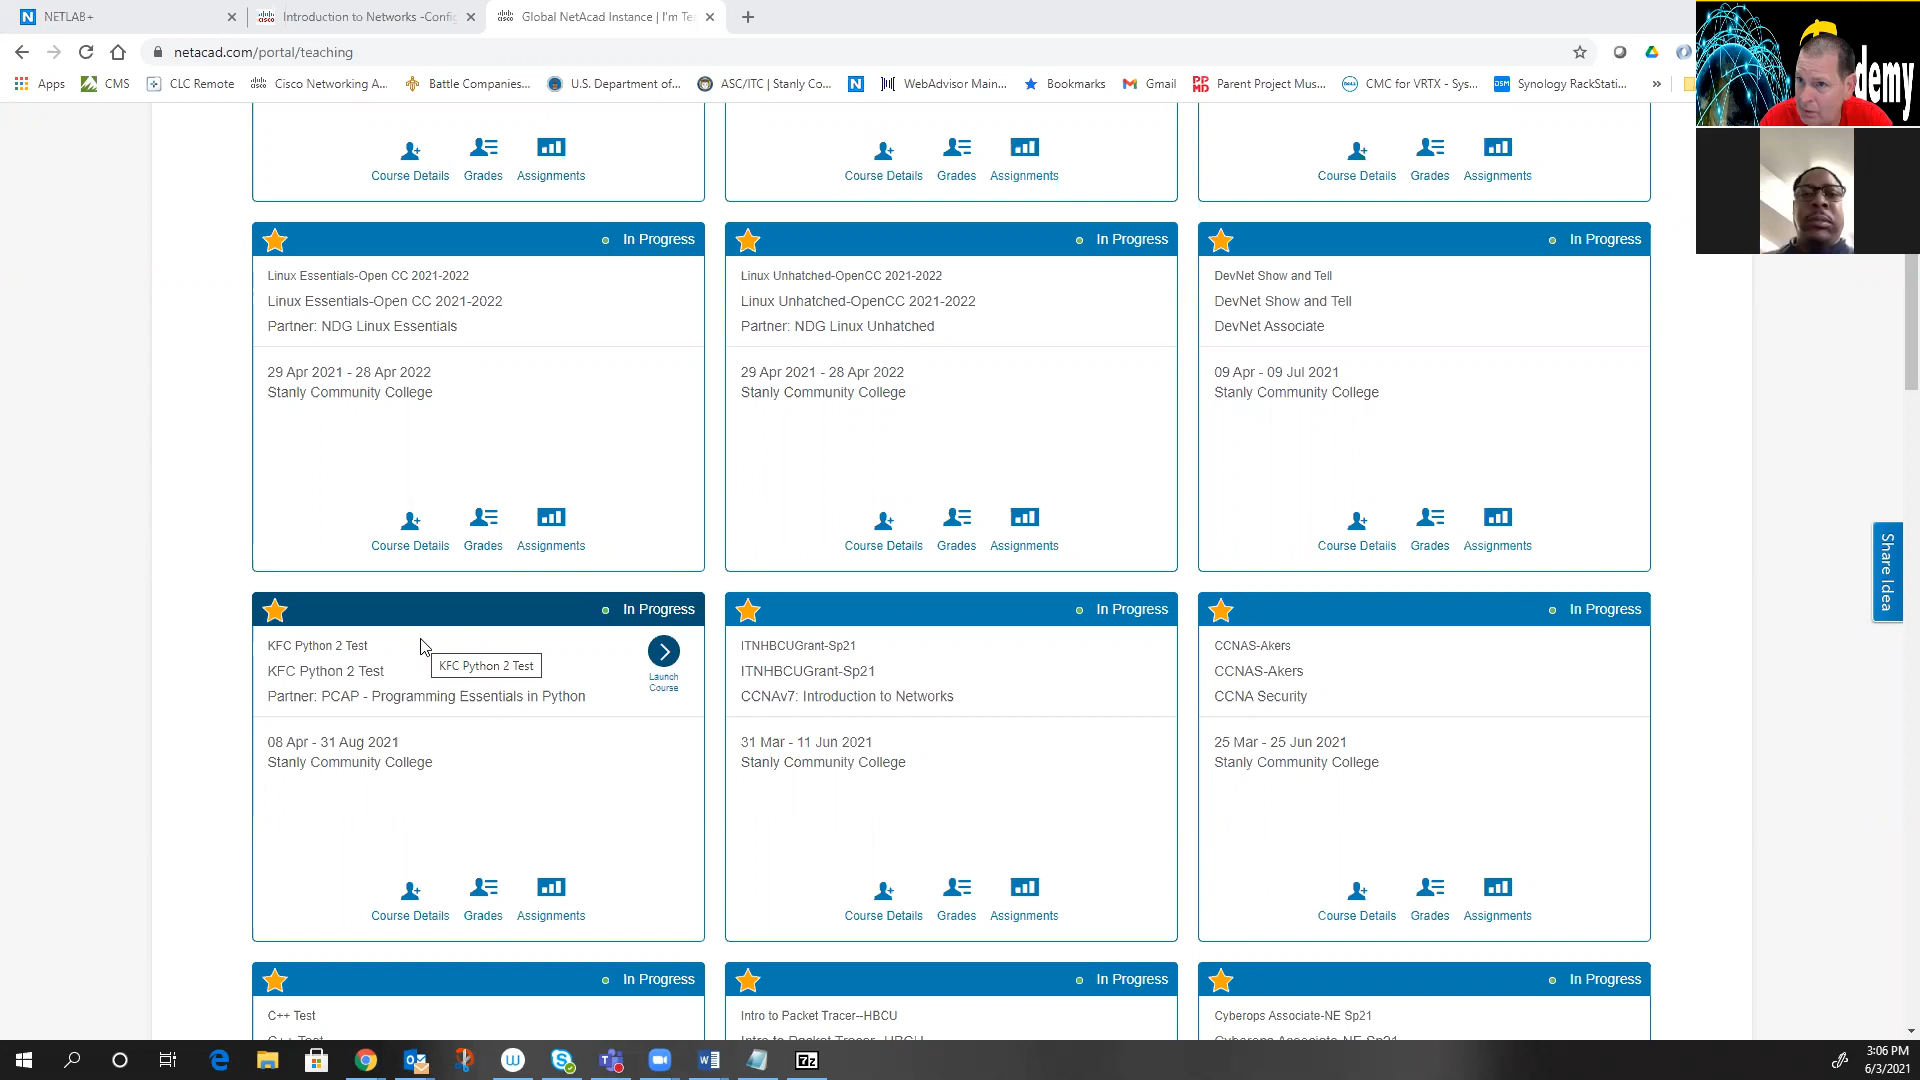 NETLAB+
Introduction to Networks -Config
Global NetAcad Instance | I'm Tea
netacad.com/portal/teaching
Apps
CMS
CLC Remote
Cisco Networking A...
Battle Companies...
U.S. Department of...
ASC/ITC | Stanly Co...
WebAdvisor Main...
Bookmarks
Gmail
Parent Project Mus...
CMC for VRTX - Sys...
Synology RackStati...
demy
Course Details Grades Assignments
Course Details Grades Assignments
Course Details Grades Assignments
In Progress
Linux Essentials-Open CC 2021-2022
Linux Essentials-Open CC 2021-2022
Partner: NDG Linux Essentials
29 Apr 2021 - 28 Apr 2022
Stanly Community College
Course Details Grades Assignments
In Progress
Linux Unhatched-OpenCC 2021-2022
Linux Unhatched-OpenCC 2021-2022
Partner: NDG Linux Unhatched
29 Apr 2021 - 28 Apr 2022
Stanly Community College
Course Details Grades Assignments
In Progress
DevNet Show and Tell
DevNet Show and Tell
DevNet Associate
09 Apr - 09 Jul 2021
Stanly Community College
Course Details Grades Assignments
Share Idea
In Progress
KFC Python 2 Test
KFC Python 2 Test
KFC Python 2 Test
Partner: PCAP - Programming Essentials in Python
Launch
Course
08 Apr - 31 Aug 2021
Stanly Community College
Course Details Grades Assignments
In Progress
ITNHBCUGrant-Sp21
ITNHBCUGrant-Sp21
CCNAv7: Introduction to Networks
31 Mar - 11 Jun 2021
Stanly Community College
Course Details Grades Assignments
In Progress
CCNAS-Akers
CCNAS-Akers
CCNA Security
25 Mar - 25 Jun 2021
Stanly Community College
Course Details Grades Assignments
In Progress
C++ Test
C++ Test
In Progress
Intro to Packet Tracer--HBCU
Intro to Packet Tracer--HBCU
In Progress
Cyberops Associate-NE Sp21
Cyberops Associate-NE Sp21
3:06 PM
6/3/2021